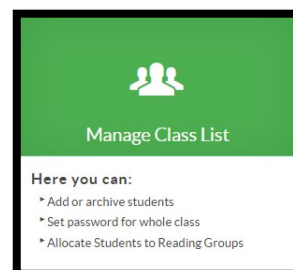 Manage Class List
Here you can:
‣ Add or archive students
‣ Set password for whole class
‣ Allocate Students to Reading Groups